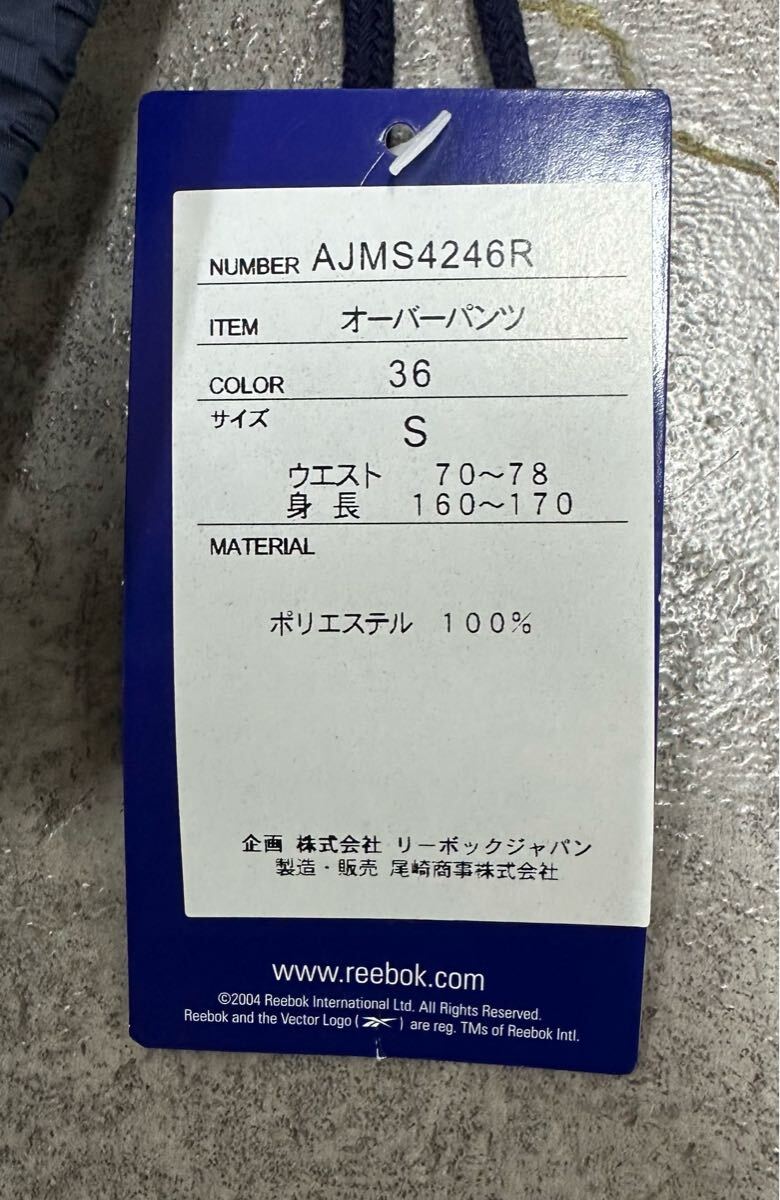 NUMBER AJMS4246R
ITEM オーバーパンツ
COLOR 36
サイズ S
ウエスト 70～78
身長 160～170
MATERIAL
ポリエステル 100%
企画 株式会社 リーボックジャパン
製造・販売 尾崎商事株式会社
www.reebok.com
©2004 Reebok International Ltd. All Rights Reserved.
Reebok and the Vector Logo ( ) are reg. TMs of Reebok Intl.